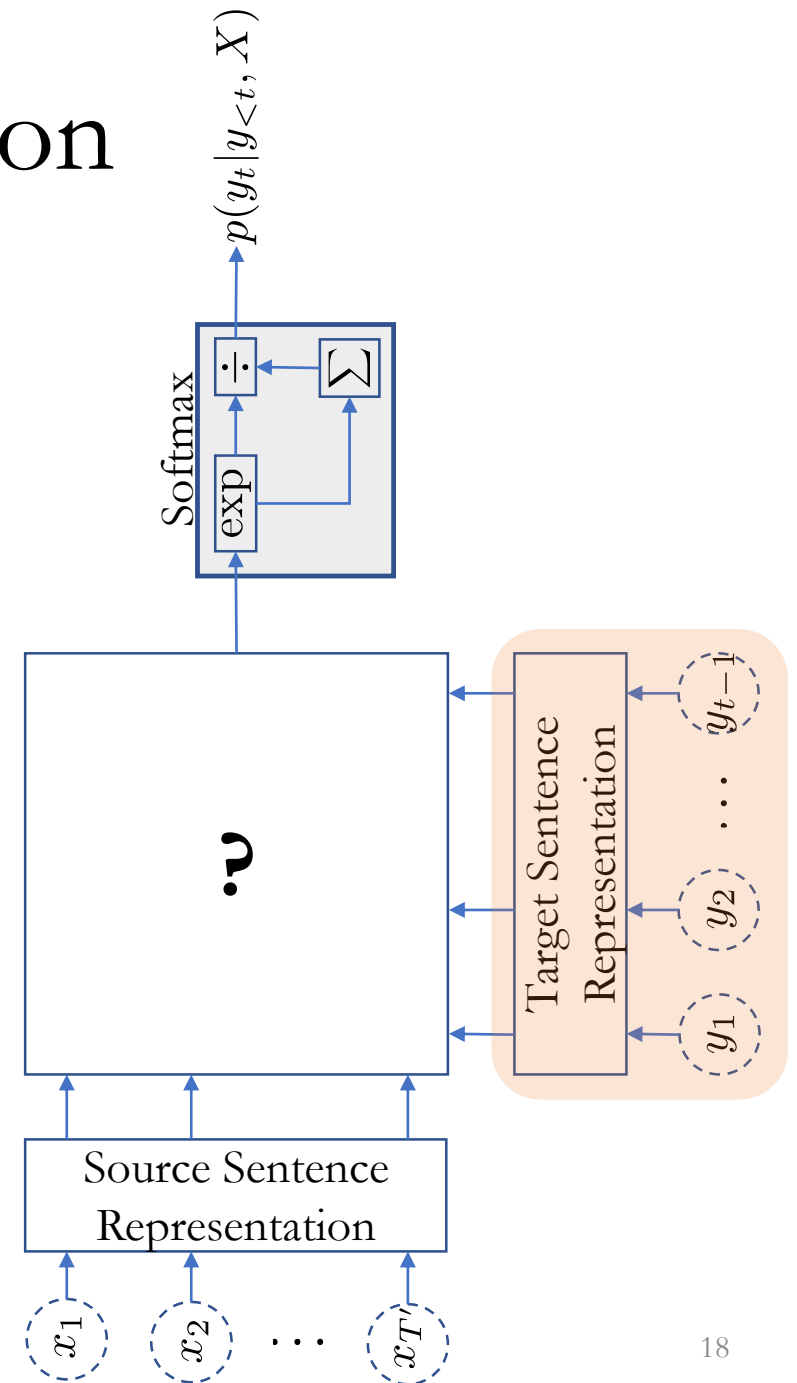 on
p(y_t|y_{<t}, X)
Softmax
exp
÷
Σ
?
Source Sentence
Representation
x_1
x_2
...
x_{T'}
Target Sentence
Representation
y_1
y_2
...
y_{t-1}
18